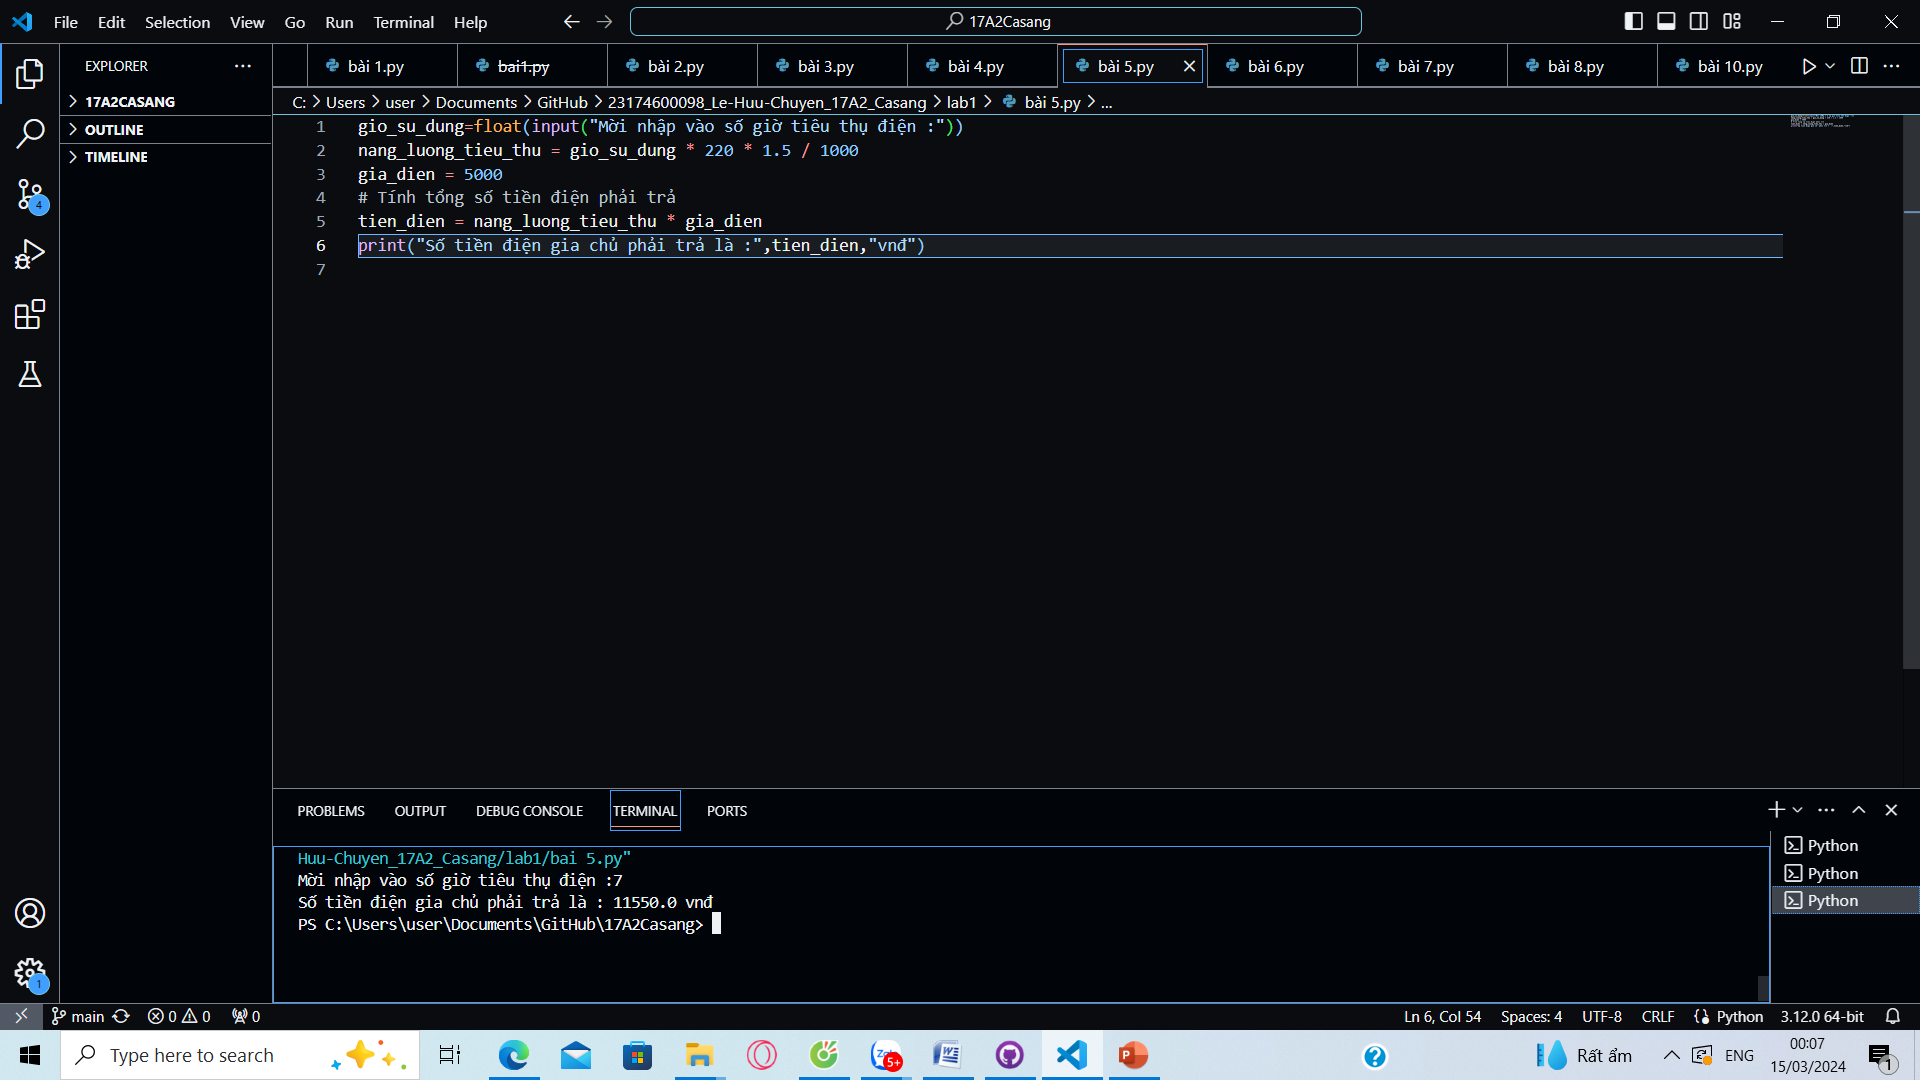 File Edit Selection View Go Run Terminal Help
17A2Casang
EXPLORER
bài 1.py bai1.py bài 2.py bài 3.py bài 4.py bài 5.py bài 6.py bài 7.py bài 8.py bài 10.py
17A2CASANG
OUTLINE
TIMELINE
C: > Users > user > Documents > GitHub > 23174600098_Le-Huu-Chuyen_17A2_Casang > lab1 > bài 5.py > ...
1 gio_su_dung=float(input("Mời nhập vào số giờ tiêu thụ điện :"))
2 nang_luong_tieu_thu = gio_su_dung * 220 * 1.5 / 1000
3 gia_dien = 5000
4 # Tính tổng số tiền điện phải trả
5 tien_dien = nang_luong_tieu_thu * gia_dien
6 print("Số tiền điện gia chủ phải trả là :",tien_dien,"vnđ")
7
4
1
PROBLEMS OUTPUT DEBUG CONSOLE TERMINAL PORTS
Huu-Chuyen_17A2_Casang/lab1/bai 5.py"
Mời nhập vào số giờ tiêu thụ điện :7
Số tiền điện gia chủ phải trả là : 11550.0 vnđ
PS C:\Users\user\Documents\GitHub\17A2Casang>
Python
Python
Python
main 0 0 0
Ln 6, Col 54 Spaces: 4 UTF-8 CRLF Python 3.12.0 64-bit
Type here to search
5+
Rất ẩm
ENG
00:07
15/03/2024
1